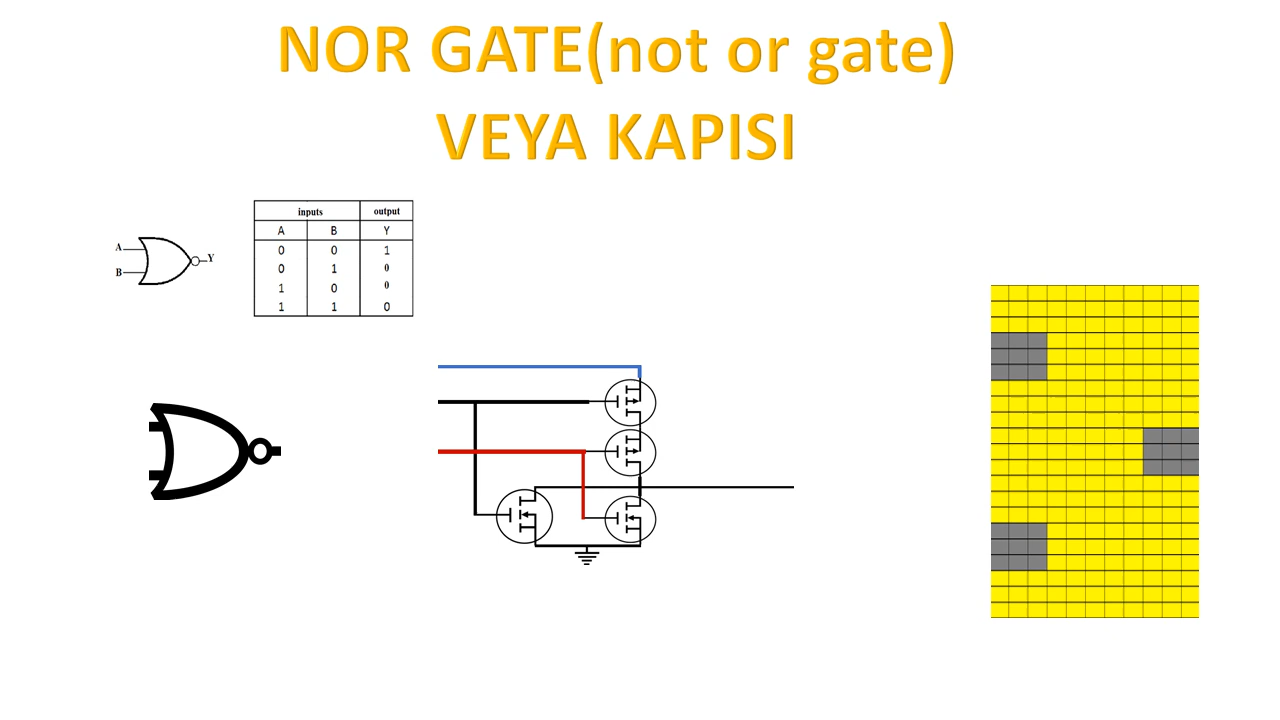 NOR GATE(not or gate)
VEYA KAPISI
inputs output
A B Y
0 0 1
0 1 0
1 0 0
1 1 0
A
B
Y